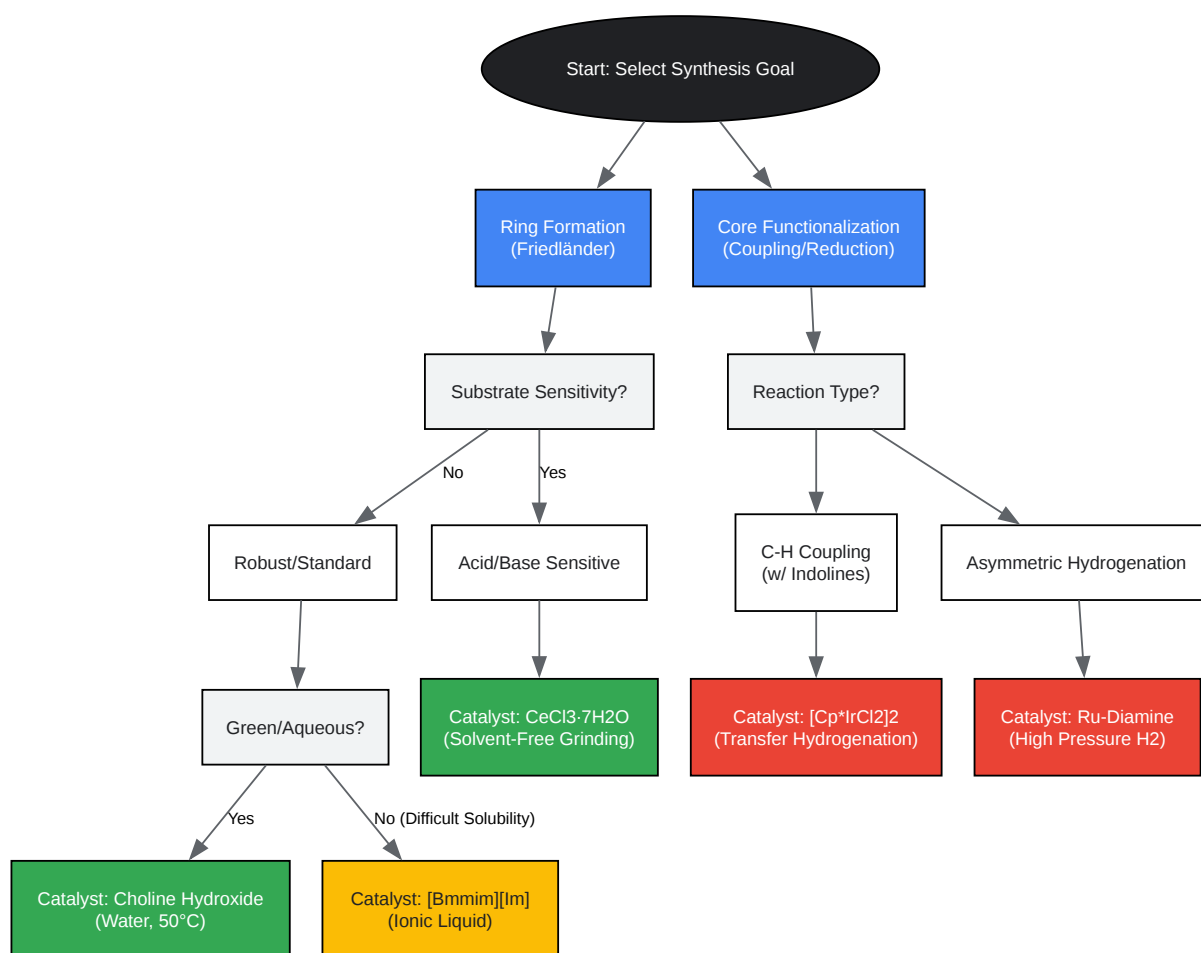 Start: Select Synthesis Goal
Ring Formation
(Friedländer)
Core Functionalization
(Coupling/Reduction)
Substrate Sensitivity?
Reaction Type?
No
Yes
Robust/Standard
Acid/Base Sensitive
C-H Coupling
(w/ Indolines)
Asymmetric Hydrogenation
Green/Aqueous?
Catalyst: CeCl3·7H2O
(Solvent-Free Grinding)
Catalyst: [Cp*IrCl2]2
(Transfer Hydrogenation)
Catalyst: Ru-Diamine
(High Pressure H2)
Yes
No (Difficult Solubility)
Catalyst: Choline Hydroxide
(Water, 50°C)
Catalyst: [Bmmim][Im]
(Ionic Liquid)